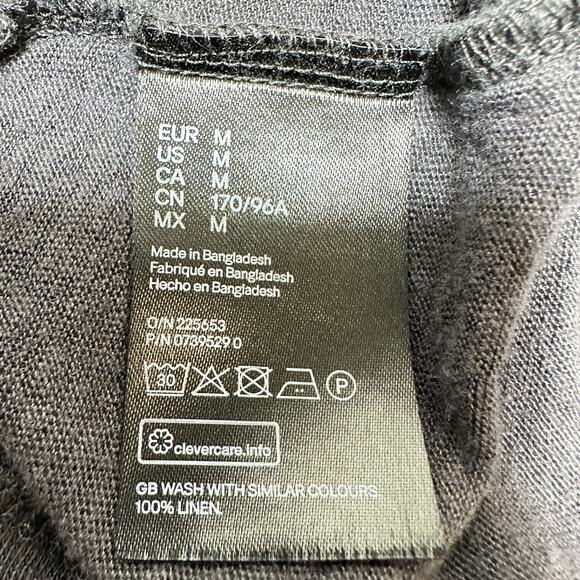 EUR M
US M
CA M
CN 170/96A
MX M
Made in Bangladesh
Fabriqué en Bangladesh
Hecho en Bangladesh
O/N 225653
P/N 0739529 0
30 P
clevercare.info
GB WASH WITH SIMILAR COLOURS.
100% LINEN.